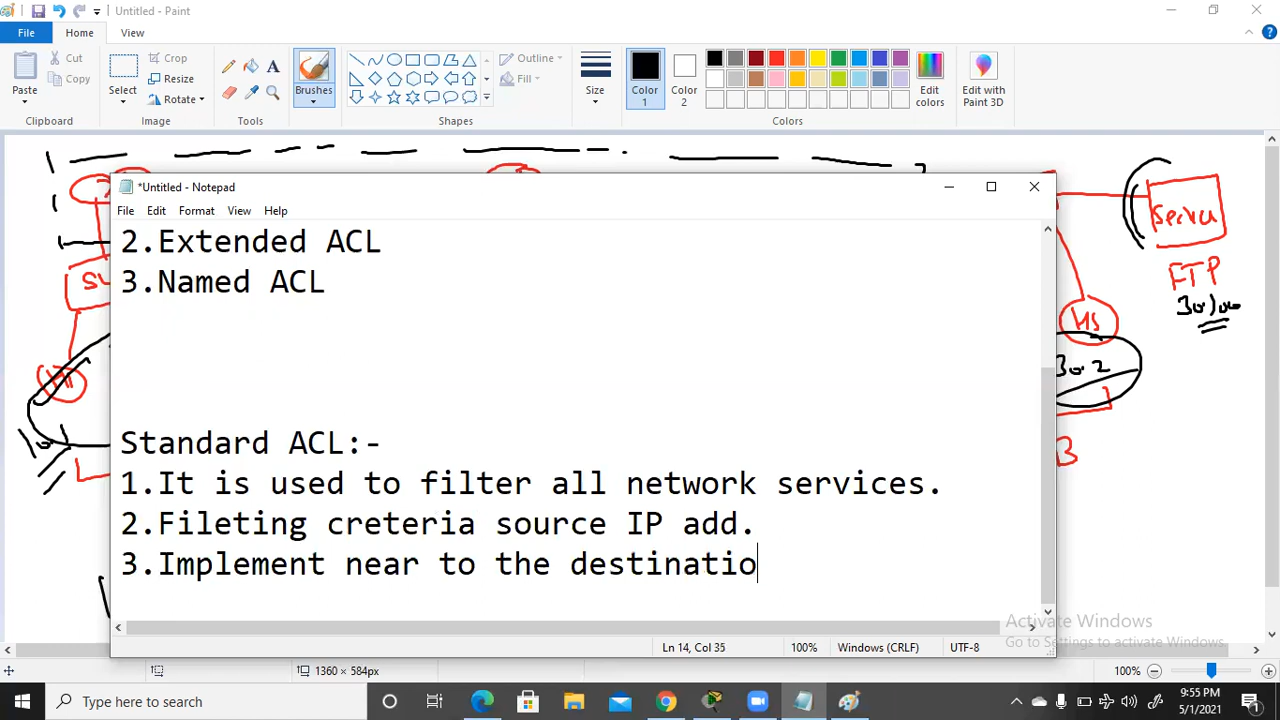 Untitled - Paint
File
Home
View
Paste
Cut
Copy
Clipboard
Select
Crop
Resize
Rotate
Image
A
Tools
Brushes
Shapes
Outline
Fill
Size
Color 1
Color 2
Edit colors
Edit with Paint 3D
Colors
*Untitled - Notepad
File Edit Format View Help
2.Extended ACL
3.Named ACL
Standard ACL:-
1.It is used to filter all network services.
2.Fileting creteria source IP add.
3.Implement near to the destinatio
Ln 14, Col 35
100%
Windows (CRLF)
UTF-8
Server
FTP
Activate Windows
Go to Settings to activate Windows.
1360 × 584px
100%
Type here to search
9:55 PM
5/1/2021